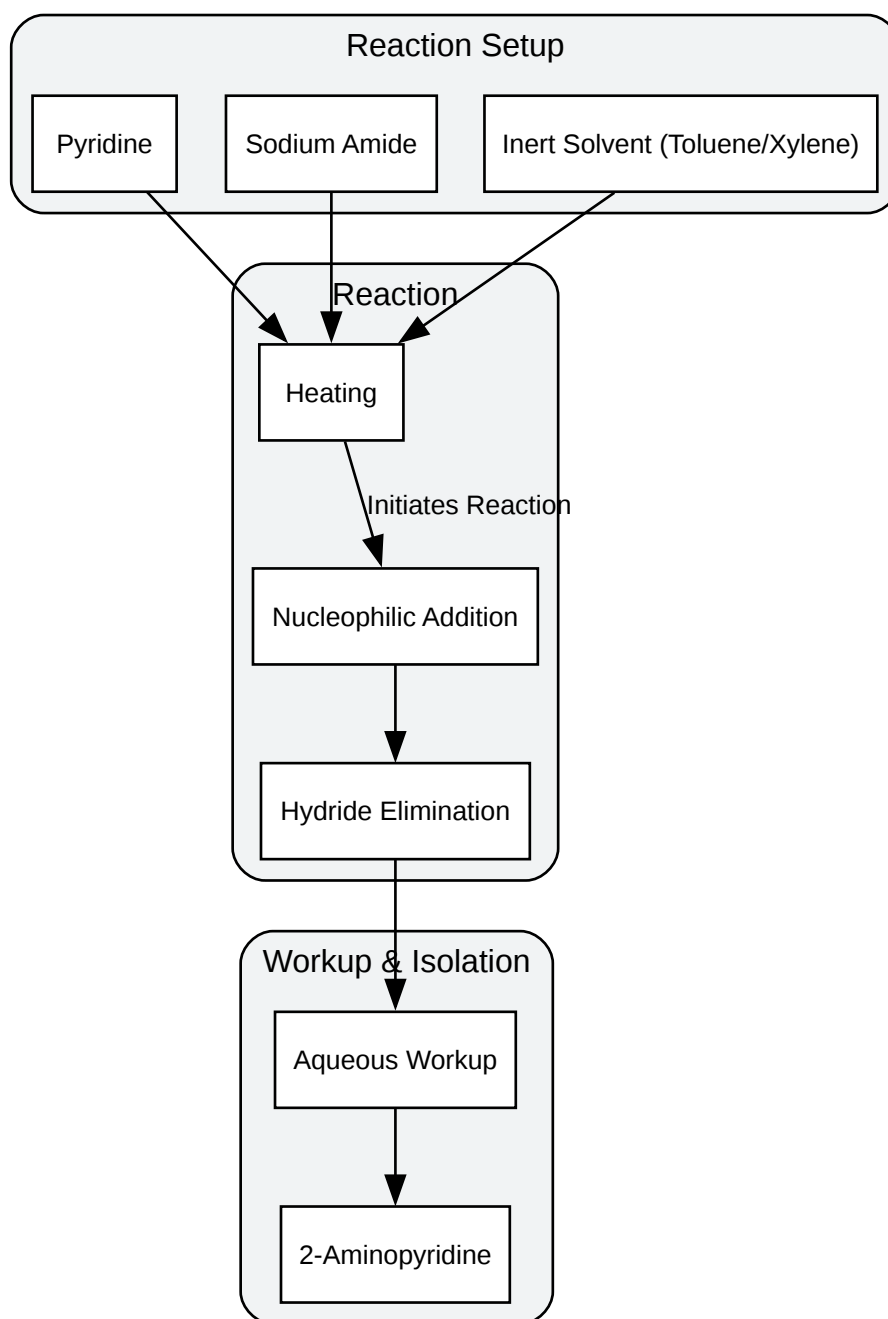 Reaction Setup
Pyridine
Sodium Amide
Inert Solvent (Toluene/Xylene)
Reaction
Heating
Initiates Reaction
Nucleophilic Addition
Hydride Elimination
Workup & Isolation
Aqueous Workup
2-Aminopyridine